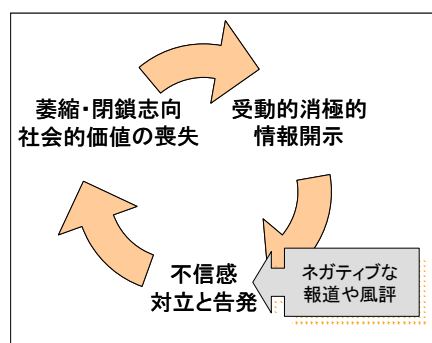 萎縮・閉鎖志向
社会的価値の喪失
受動的消極的
情報開示
不信感
対立と告発
ネガティブな
報道や風評